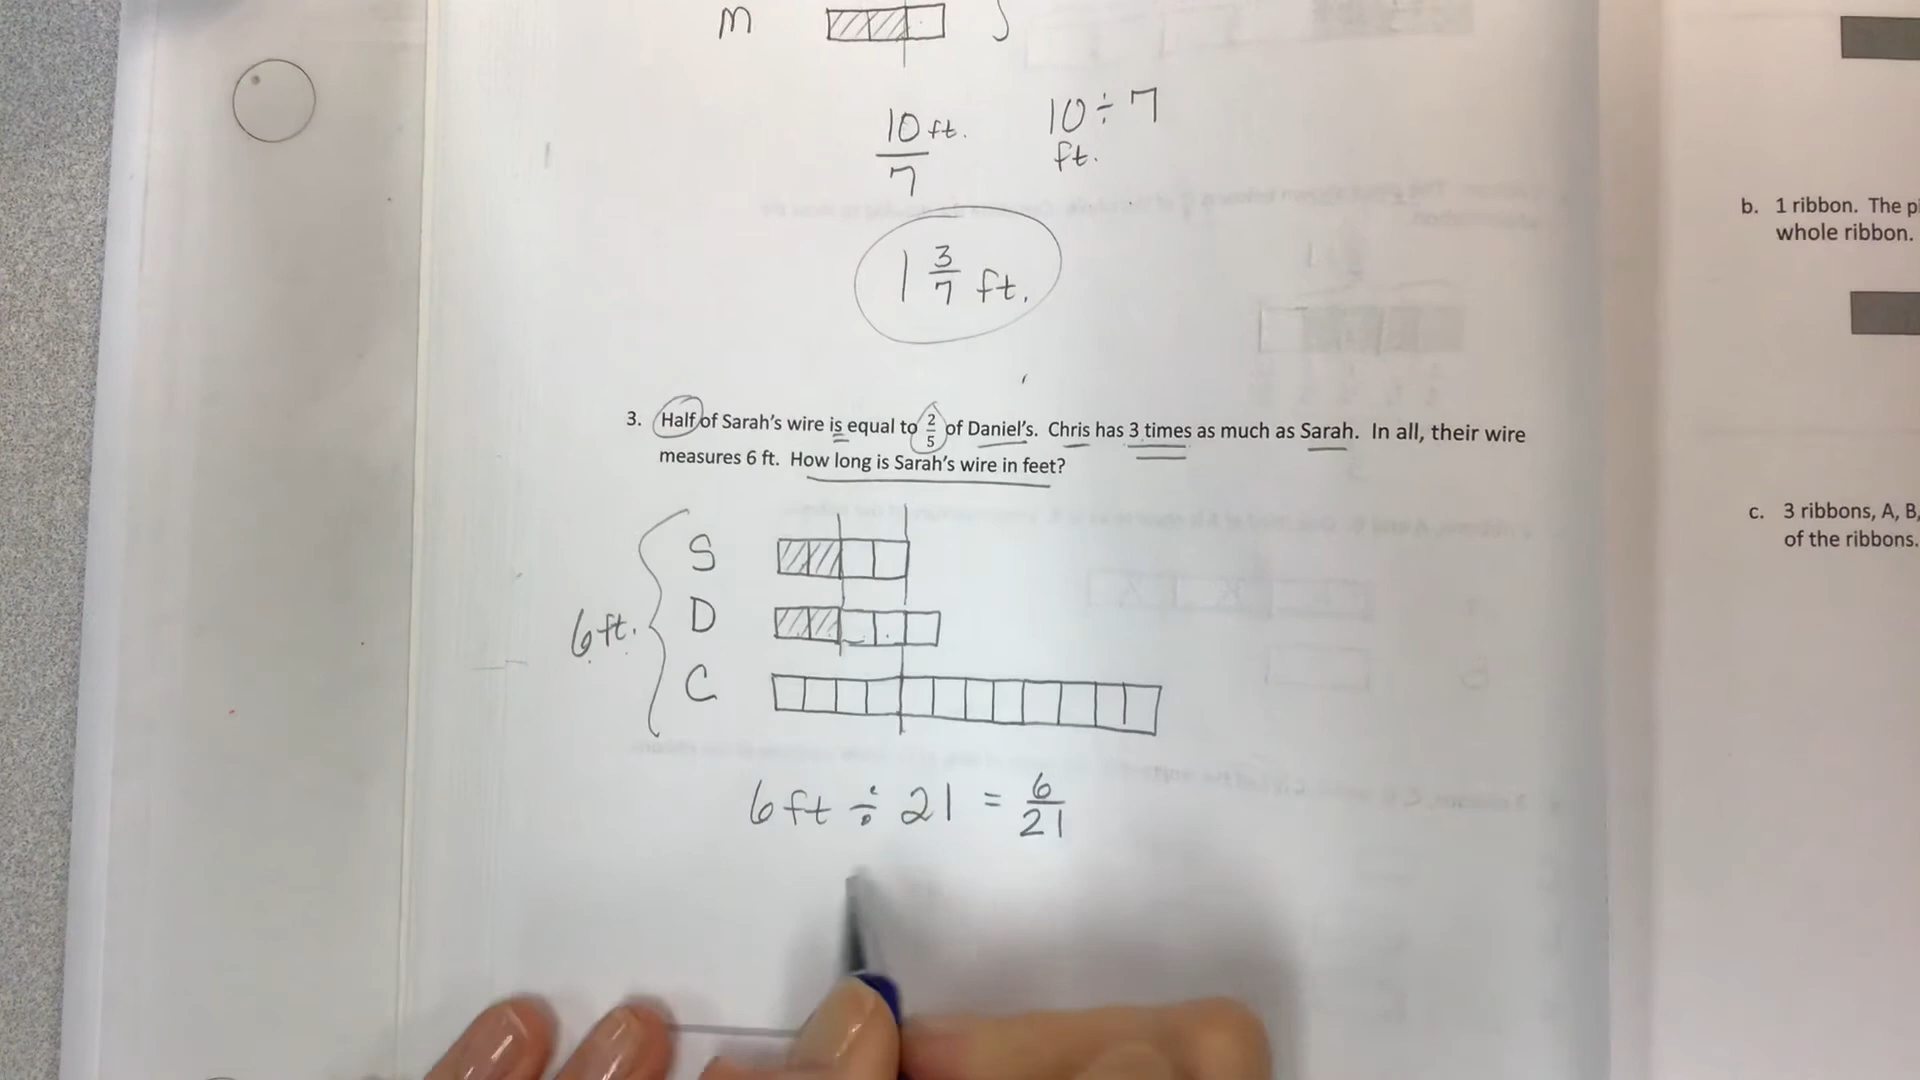 m
10 ft.
7
10 ÷ 7
ft.
1 3/7 ft.
3. Half of Sarah's wire is equal to 2/5 of Daniel's. Chris has 3 times as much as Sarah. In all, their wire
measures 6 ft. How long is Sarah's wire in feet?
S
D
6 ft.
C
6 ft ÷ 21 = 6/21
b. 1 ribbon. The
whole ribbon.
c. 3 ribbons, A, B,
of the ribbons.